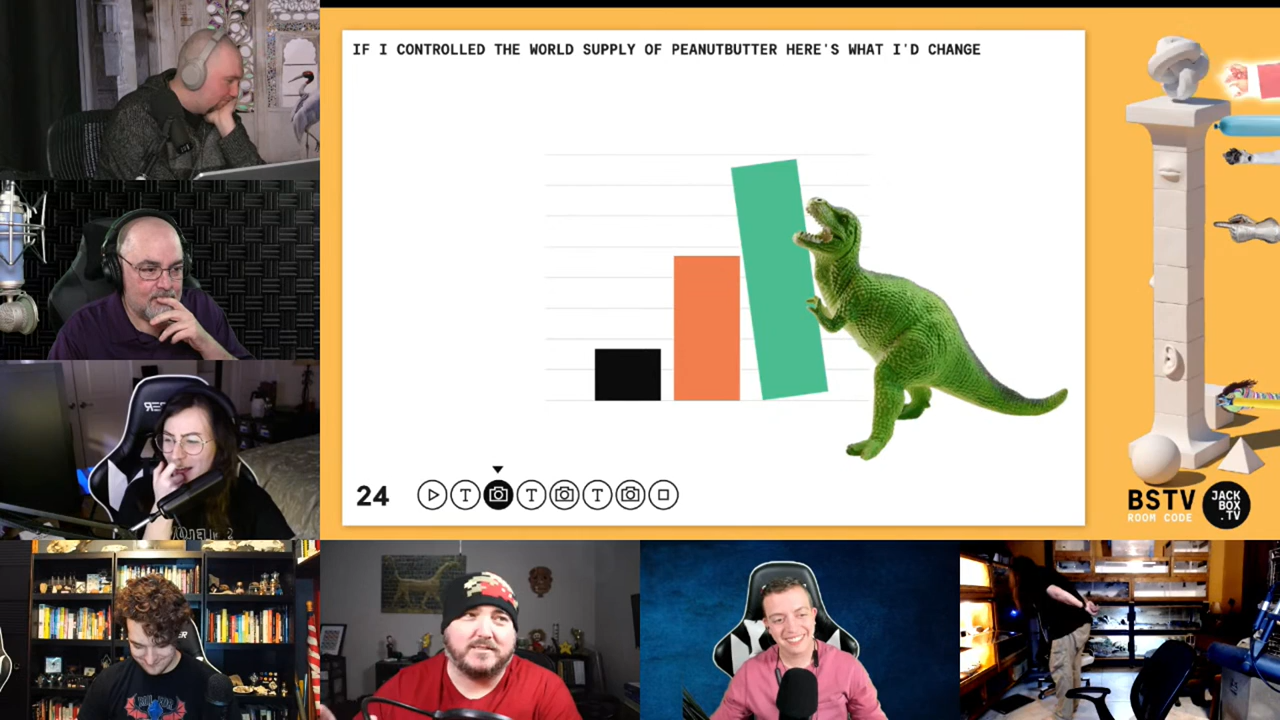 IF I CONTROLLED THE WORLD SUPPLY OF PEANUTBUTTER HERE'S WHAT I'D CHANGE
24
T
T
T
BSTV
ROOM CODE
JACK
BOX
.TV